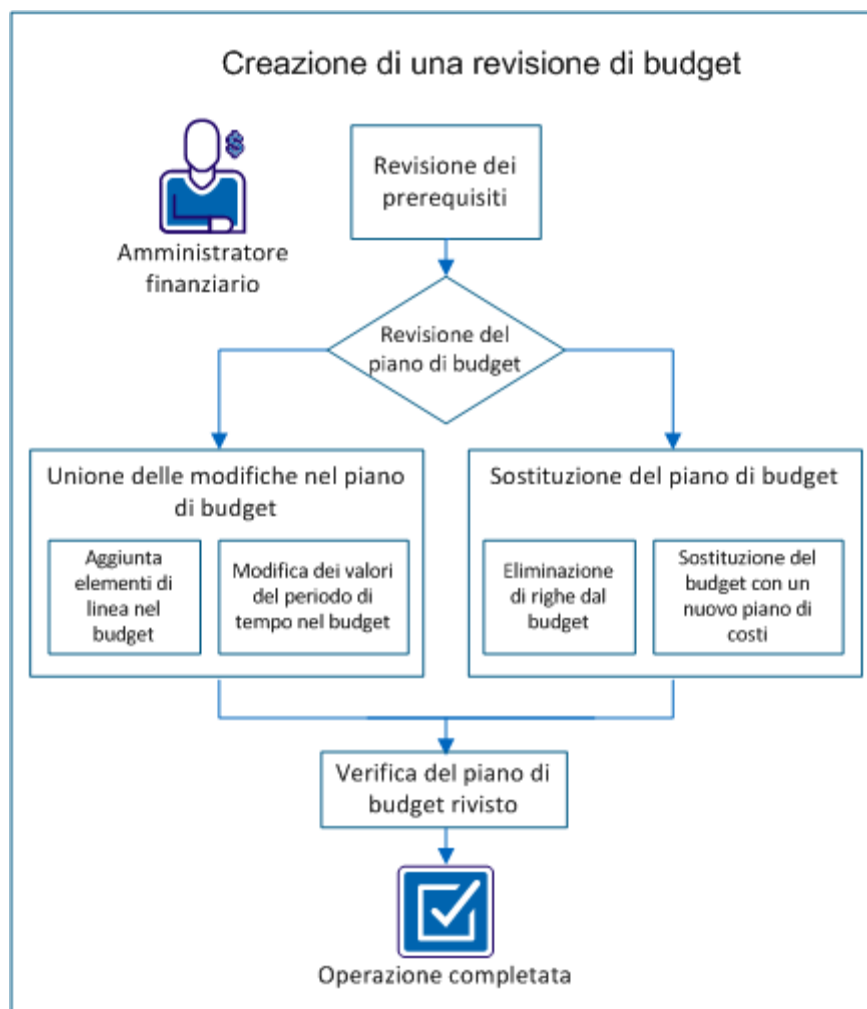 Creazione di una revisione di budget
Revisione dei
prerequisiti
Amministratore
finanziario
Revisione del
piano di budget
Unione delle modifiche nel piano
di budget
Aggiunta
elementi di
linea nel
budget
Modifica dei valori
del periodo di
tempo nel budget
Sostituzione del piano di budget
Eliminazione
di righe dal
budget
Sostituzione del
budget con un
nuovo piano di
costi
Verifica del piano di
budget rivisto
Operazione completata